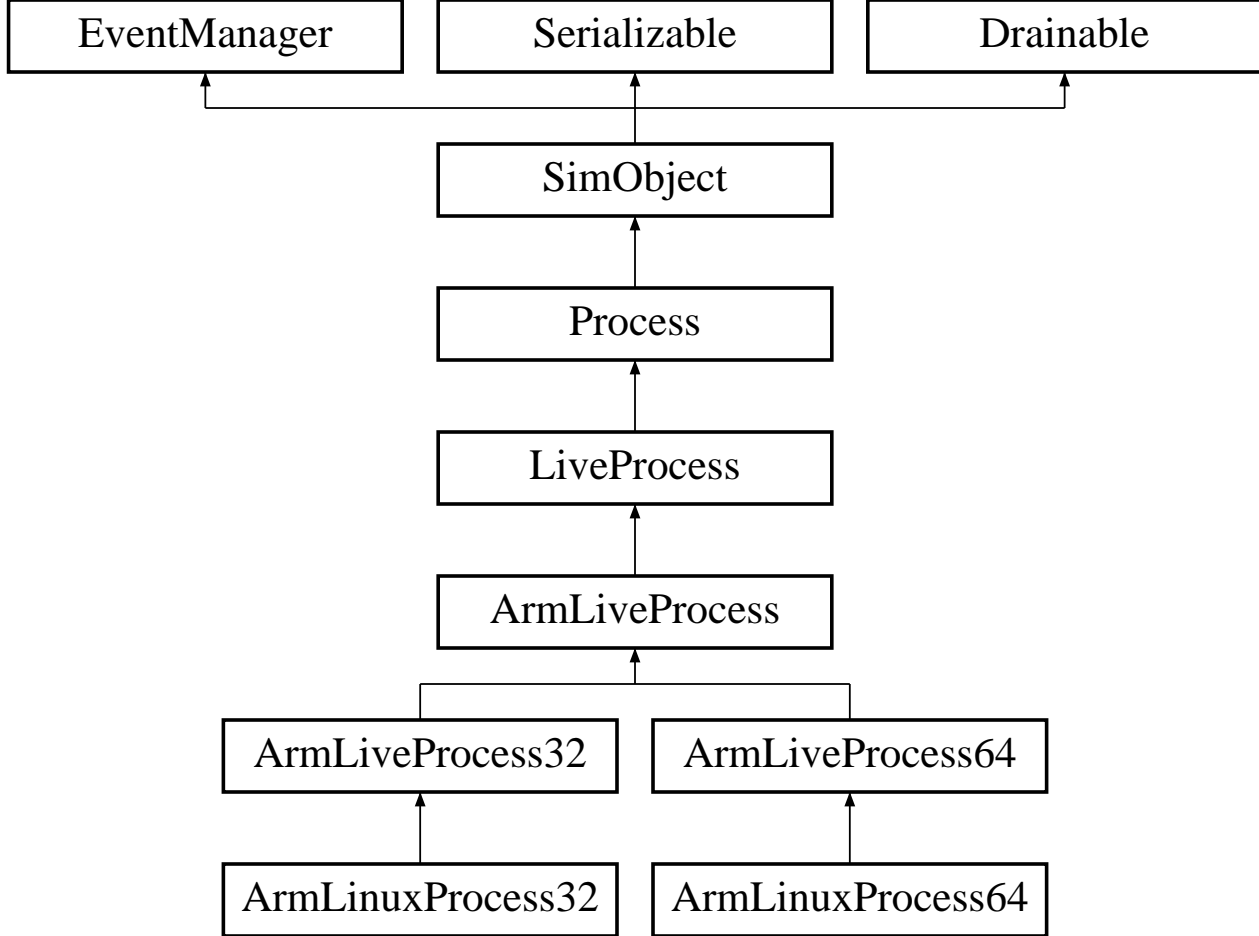 EventManager
Serializable
Drainable
SimObject
Process
LiveProcess
ArmLiveProcess
ArmLiveProcess32
ArmLiveProcess64
ArmLinuxProcess32
ArmLinuxProcess64